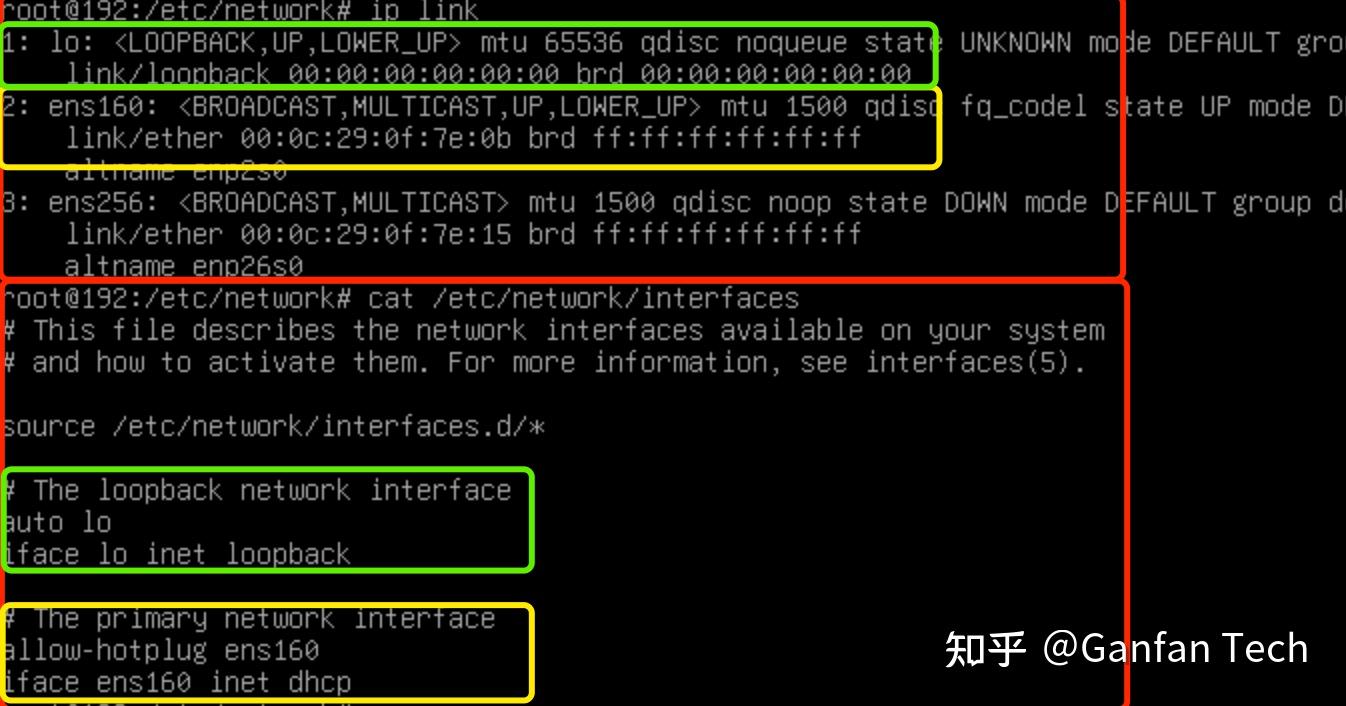 root@192:/etc/network# ip link
1: lo: <LOOPBACK,UP,LOWER_UP> mtu 65536 qdisc noqueue state UNKNOWN mode DEFAULT
link/loopback 00:00:00:00:00:00 brd 00:00:00:00:00:00
2: ens160: <BROADCAST,MULTICAST,UP,LOWER_UP> mtu 1500 qdisc fq_codel state UP mode
link/ether 00:0c:29:0f:7e:0b brd ff:ff:ff:ff:ff:ff
altname enp2s0
3: ens256: <BROADCAST,MULTICAST> mtu 1500 qdisc noop state DOWN mode DEFAULT group
link/ether 00:0c:29:0f:7e:15 brd ff:ff:ff:ff:ff:ff
altname enp26s0
root@192:/etc/network# cat /etc/network/interfaces
# This file describes the network interfaces available on your system
# and how to activate them. For more information, see interfaces(5).
source /etc/network/interfaces.d/*
# The loopback network interface
auto lo
iface lo inet loopback
# The primary network interface
allow-hotplug ens160
iface ens160 inet dhcp
知乎 @Ganfan Tech